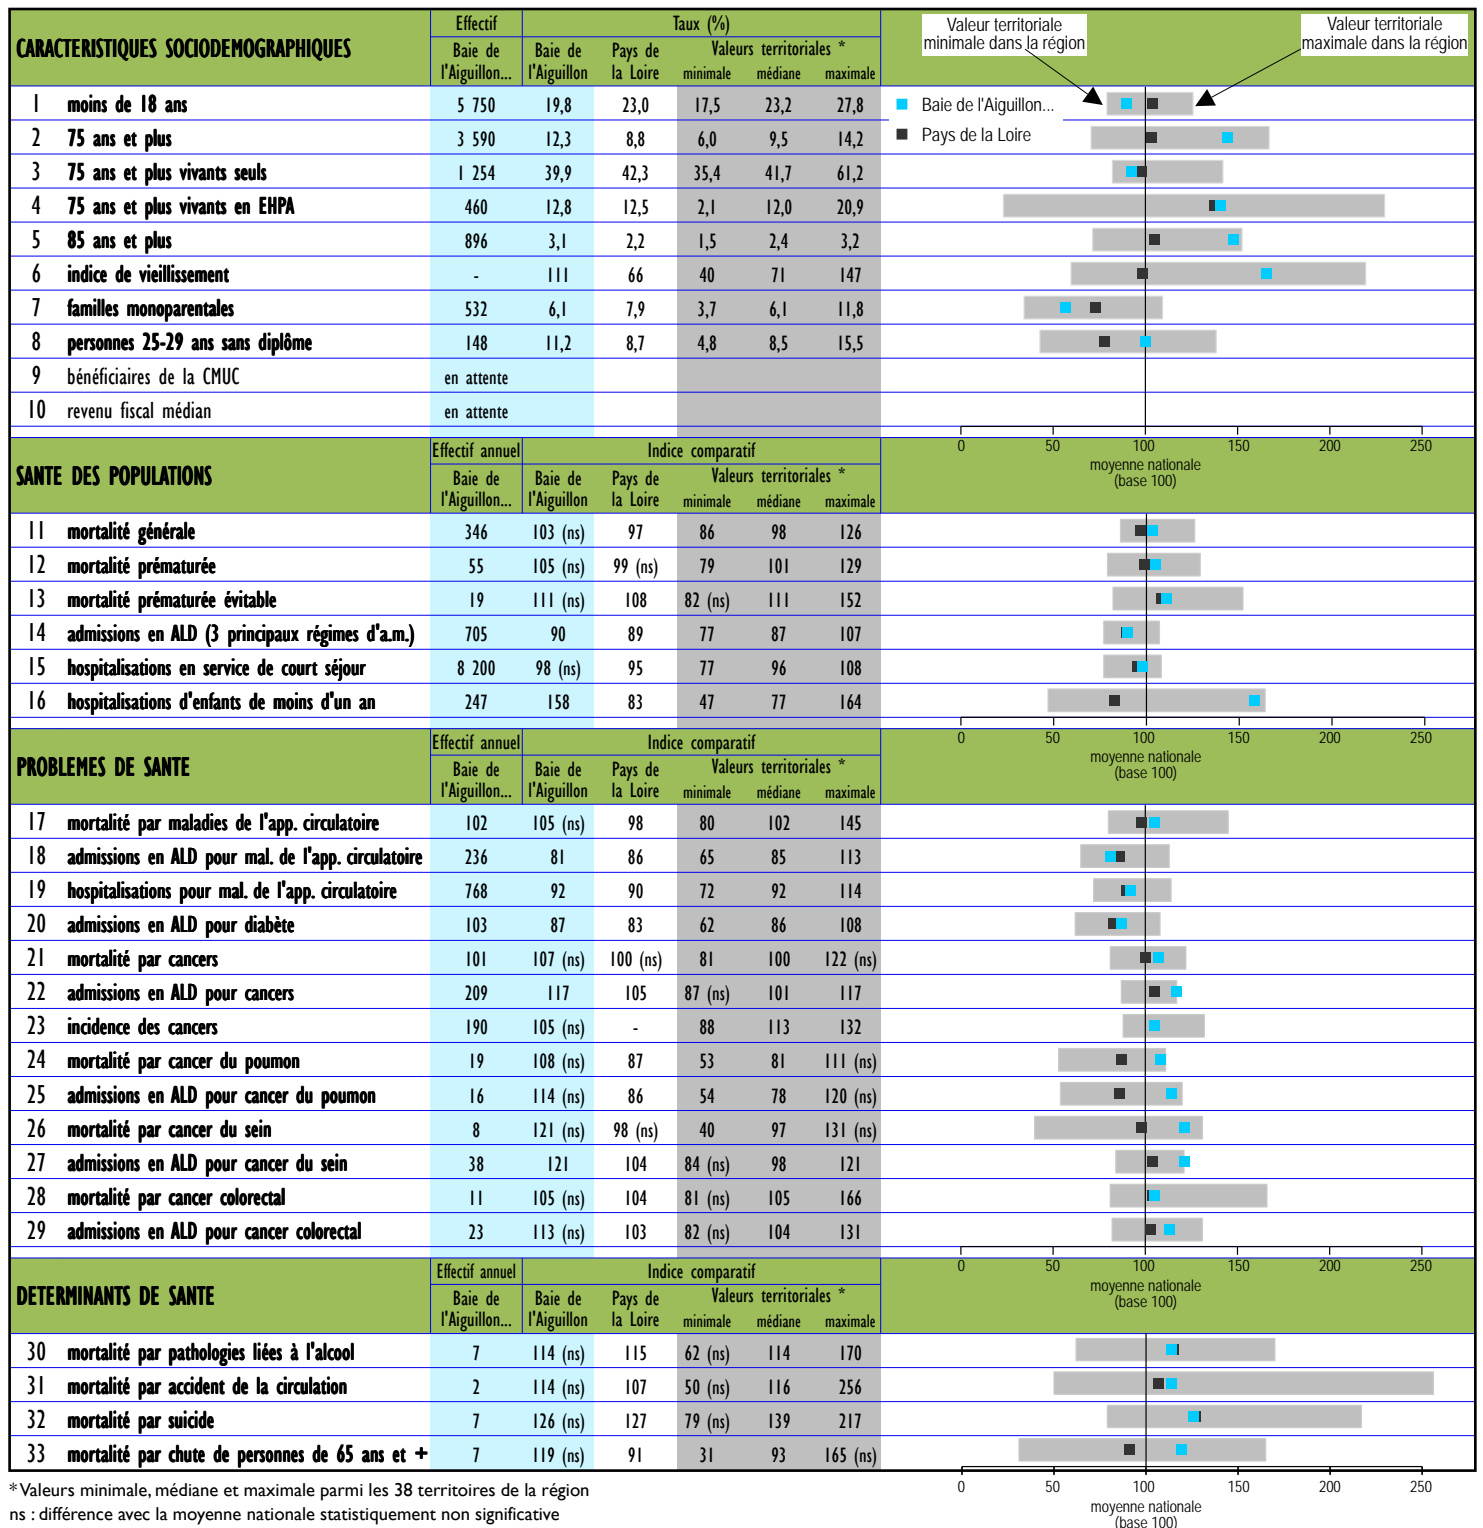 Effectif Taux (%) Valeur territoriale minimale dans la région Valeur territoriale maximale dans la région
CARACTERISTIQUES SOCIODEMOGRAPHIQUES Baie de l'Aiguillon... Baie de l'Aiguillon Pays de la Loire Valeurs territoriales *
minimale médiane maximale
1 moins de 18 ans 5 750 19,8 23,0 17,5 23,2 27,8 Baie de l'Aiguillon...
2 75 ans et plus 3 590 12,3 8,8 6,0 9,5 14,2 Pays de la Loire
3 75 ans et plus vivants seuls 1 254 39,9 42,3 35,4 41,7 61,2
4 75 ans et plus vivants en EHPA 460 12,8 12,5 2,1 12,0 20,9
5 85 ans et plus 896 3,1 2,2 1,5 2,4 3,2
6 indice de vieillissement - 111 66 40 71 147
7 familles monoparentales 532 6,1 7,9 3,7 6,1 11,8
8 personnes 25-29 ans sans diplôme 148 11,2 8,7 4,8 8,5 15,5
9 bénéficiaires de la CMUC en attente
10 revenu fiscal médian en attente
0 50 100 150 200 250
moyenne nationale
(base 100)
Effectif annuel Indice comparatif
SANTE DES POPULATIONS Baie de l'Aiguillon... Baie de l'Aiguillon Pays de la Loire Valeurs territoriales *
minimale médiane maximale
11 mortalité générale 346 103 (ns) 97 86 98 126
12 mortalité prématurée 55 105 (ns) 99 (ns) 79 101 129
13 mortalité prématurée évitable 19 111 (ns) 108 82 (ns) 111 152
14 admissions en ALD (3 principaux régimes d'a.m.) 705 90 89 77 87 107
15 hospitalisations en service de court séjour 8 200 98 (ns) 95 77 96 108
16 hospitalisations d'enfants de moins d'un an 247 158 83 47 77 164
0 50 100 150 200 250
moyenne nationale
(base 100)
Effectif annuel Indice comparatif
PROBLEMES DE SANTE Baie de l'Aiguillon... Baie de l'Aiguillon Pays de la Loire Valeurs territoriales *
minimale médiane maximale
17 mortalité par maladies de l'app. circulatoire 102 105 (ns) 98 80 102 145
18 admissions en ALD pour mal. de l'app. circulatoire 236 81 86 65 85 113
19 hospitalisations pour mal. de l'app. circulatoire 768 92 90 72 92 114
20 admissions en ALD pour diabète 103 87 83 62 86 108
21 mortalité par cancers 101 107 (ns) 100 (ns) 81 100 122 (ns)
22 admissions en ALD pour cancers 209 117 105 87 (ns) 101 117
23 incidence des cancers 190 105 (ns) - 88 113 132
24 mortalité par cancer du poumon 19 108 (ns) 87 53 81 111 (ns)
25 admissions en ALD pour cancer du poumon 16 114 (ns) 86 54 78 120 (ns)
26 mortalité par cancer du sein 8 121 (ns) 98 (ns) 40 97 131 (ns)
27 admissions en ALD pour cancer du sein 38 121 104 84 (ns) 98 121
28 mortalité par cancer colorectal 11 105 (ns) 104 81 (ns) 105 166
29 admissions en ALD pour cancer colorectal 23 113 (ns) 103 82 (ns) 104 131
0 50 100 150 200 250
moyenne nationale
(base 100)
Effectif annuel Indice comparatif
DETERMINANTS DE SANTE Baie de l'Aiguillon... Baie de l'Aiguillon Pays de la Loire Valeurs territoriales *
minimale médiane maximale
30 mortalité par pathologies liées à l'alcool 7 114 (ns) 115 62 (ns) 114 170
31 mortalité par accident de la circulation 2 114 (ns) 107 50 (ns) 116 256
32 mortalité par suicide 7 126 (ns) 127 79 (ns) 139 217
33 mortalité par chute de personnes de 65 ans et + 7 119 (ns) 91 31 93 165 (ns)
0 50 100 150 200 250
moyenne nationale
(base 100)
* Valeurs minimale, médiane et maximale parmi les 38 territoires de la région
ns : différence avec la moyenne nationale statistiquement non significative